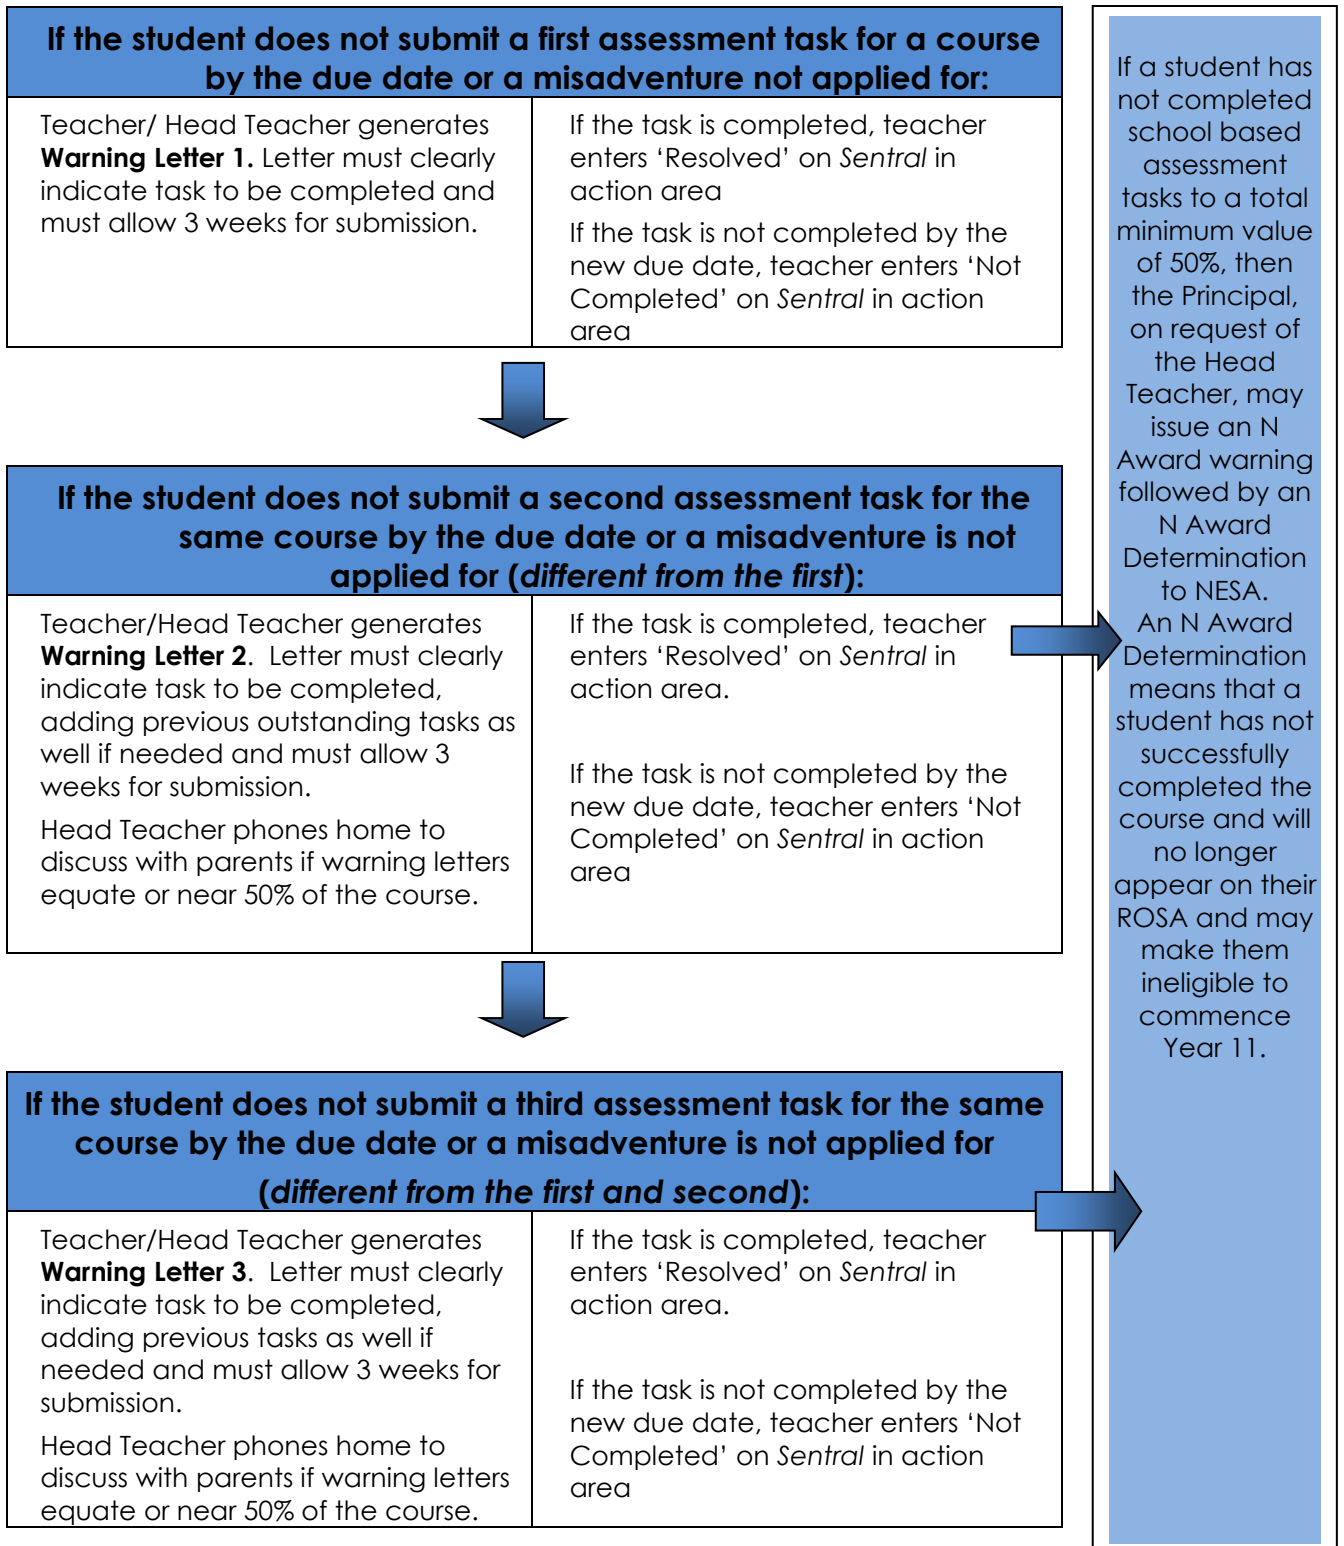 If the student does not submit a first assessment task for a course
by the due date or a misadventure not applied for:
Teacher/ Head Teacher generates
Warning Letter 1. Letter must clearly
indicate task to be completed and
must allow 3 weeks for submission.
If the task is completed, teacher
enters ‘Resolved’ on Sentral in
action area
If the task is not completed by the
new due date, teacher enters ‘Not
Completed’ on Sentral in action
area
If the student does not submit a second assessment task for the
same course by the due date or a misadventure is not
applied for (different from the first):
Teacher/Head Teacher generates
Warning Letter 2.  Letter must clearly
indicate task to be completed,
adding previous outstanding tasks as
well if needed and must allow 3
weeks for submission.
Head Teacher phones home to
discuss with parents if warning letters
equate or near 50% of the course.
If the task is completed, teacher
enters ‘Resolved’ on Sentral in
action area.
If the task is not completed by the
new due date, teacher enters ‘Not
Completed’ on Sentral in action
area
If the student does not submit a third assessment task for the same
course by the due date or a misadventure is not applied for
(different from the first and second):
Teacher/Head Teacher generates
Warning Letter 3.  Letter must clearly
indicate task to be completed,
adding previous tasks as well if
needed and must allow 3 weeks for
submission.
Head Teacher phones home to
discuss with parents if warning letters
equate or near 50% of the course.
If the task is completed, teacher
enters ‘Resolved’ on Sentral in
action area.
If the task is not completed by the
new due date, teacher enters ‘Not
Completed’ on Sentral in action
area
If a student has
not completed
school based
assessment
tasks to a total
minimum value
of 50%, then
the Principal,
on request of
the Head
Teacher, may
issue an N
Award warning
followed by an
N Award
Determination
to NESA.
An N Award
Determination
means that a
student has not
successfully
completed the
course and will
no longer
appear on their
ROSA and may
make them
ineligible to
commence
Year 11.